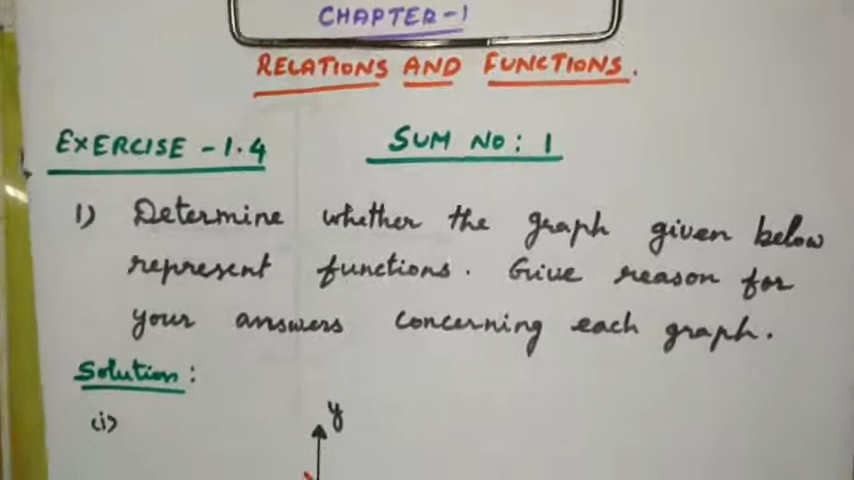 CHAPTER-1
RELATIONS AND FUNCTIONS.
EXERCISE - 1.4 SUM NO: 1
1) Determine whether the graph given below
represent functions. Give reason for
your answers concerning each graph.
Solution:
(i)
y